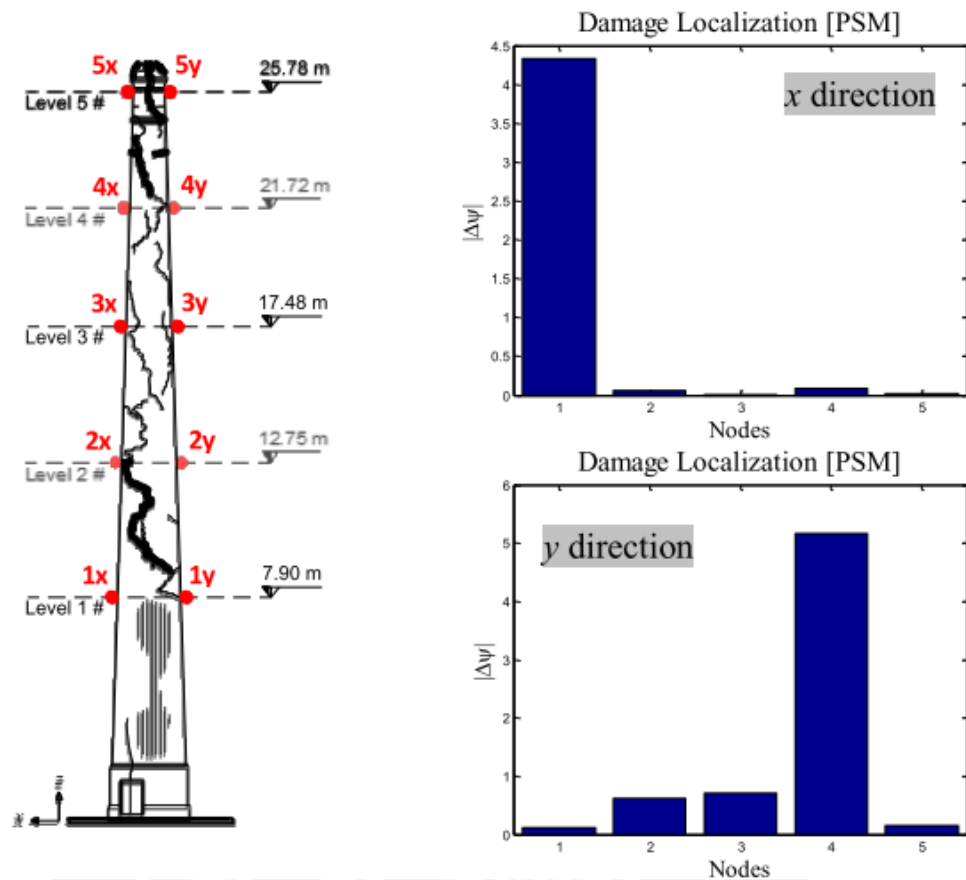 5x 5y 25.78 m
Level 5 #
4x 4y 21.72 m
Level 4 #
3x 3y 17.48 m
Level 3 #
2x 2y 12.75 m
Level 2 #
1x 1y 7.90 m
Level 1 #
Damage Localization [PSM]
x direction
|Δψ|
4.5
4
3.5
3
2.5
2
1.5
1
0.5
0
1 2 3 4 5
Nodes
Damage Localization [PSM]
y direction
|Δψ|
6
5
4
3
2
1
0
1 2 3 4 5
Nodes